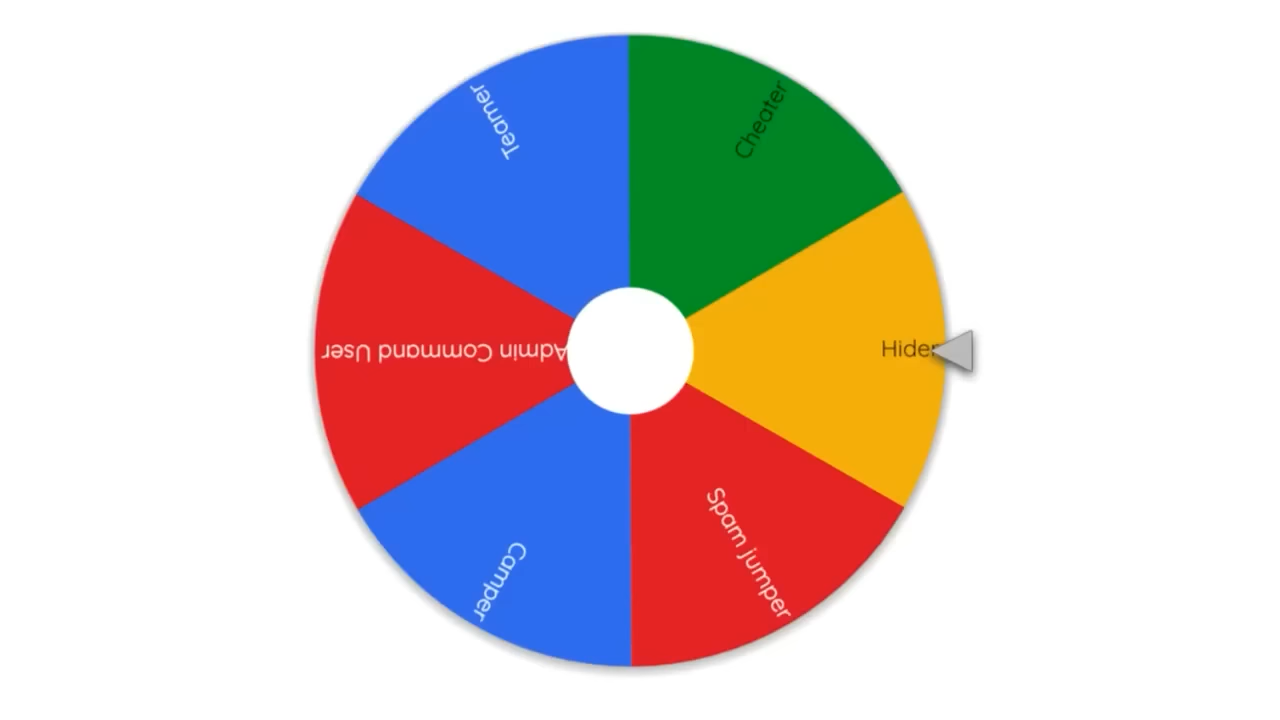 Teamer
Cheater
Admin Command User
Hider
Camper
Spam jumper